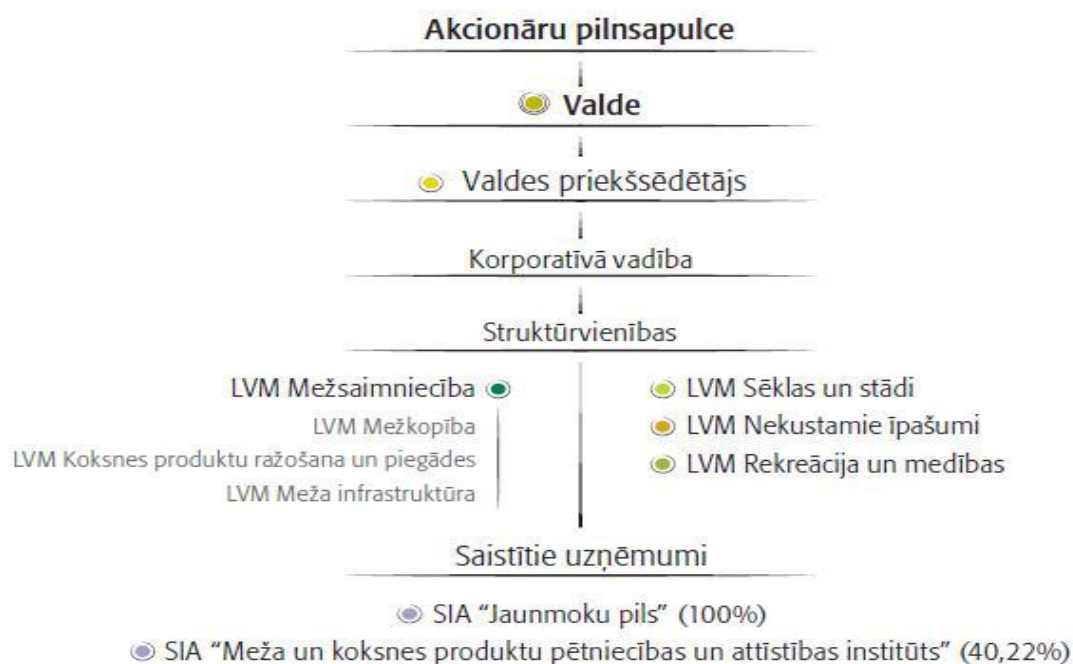 Akcionāru pilnsapulce
Valde
Valdes priekšsēdētājs
Korporatīvā vadība
Struktūrvienības
LVM Mežsaimniecība
LVM Mežkopība
LVM Koksnes produktu ražošana un piegādes
LVM Meža infrastruktūra
LVM Sēklas un stādi
LVM Nekustamie īpašumi
LVM Rekreācija un medības
Saistītie uzņēmumi
SIA “Jaunmoku pils” (100%)
SIA “Meža un koksnes produktu pētniecības un attīstības institūts” (40,22%)